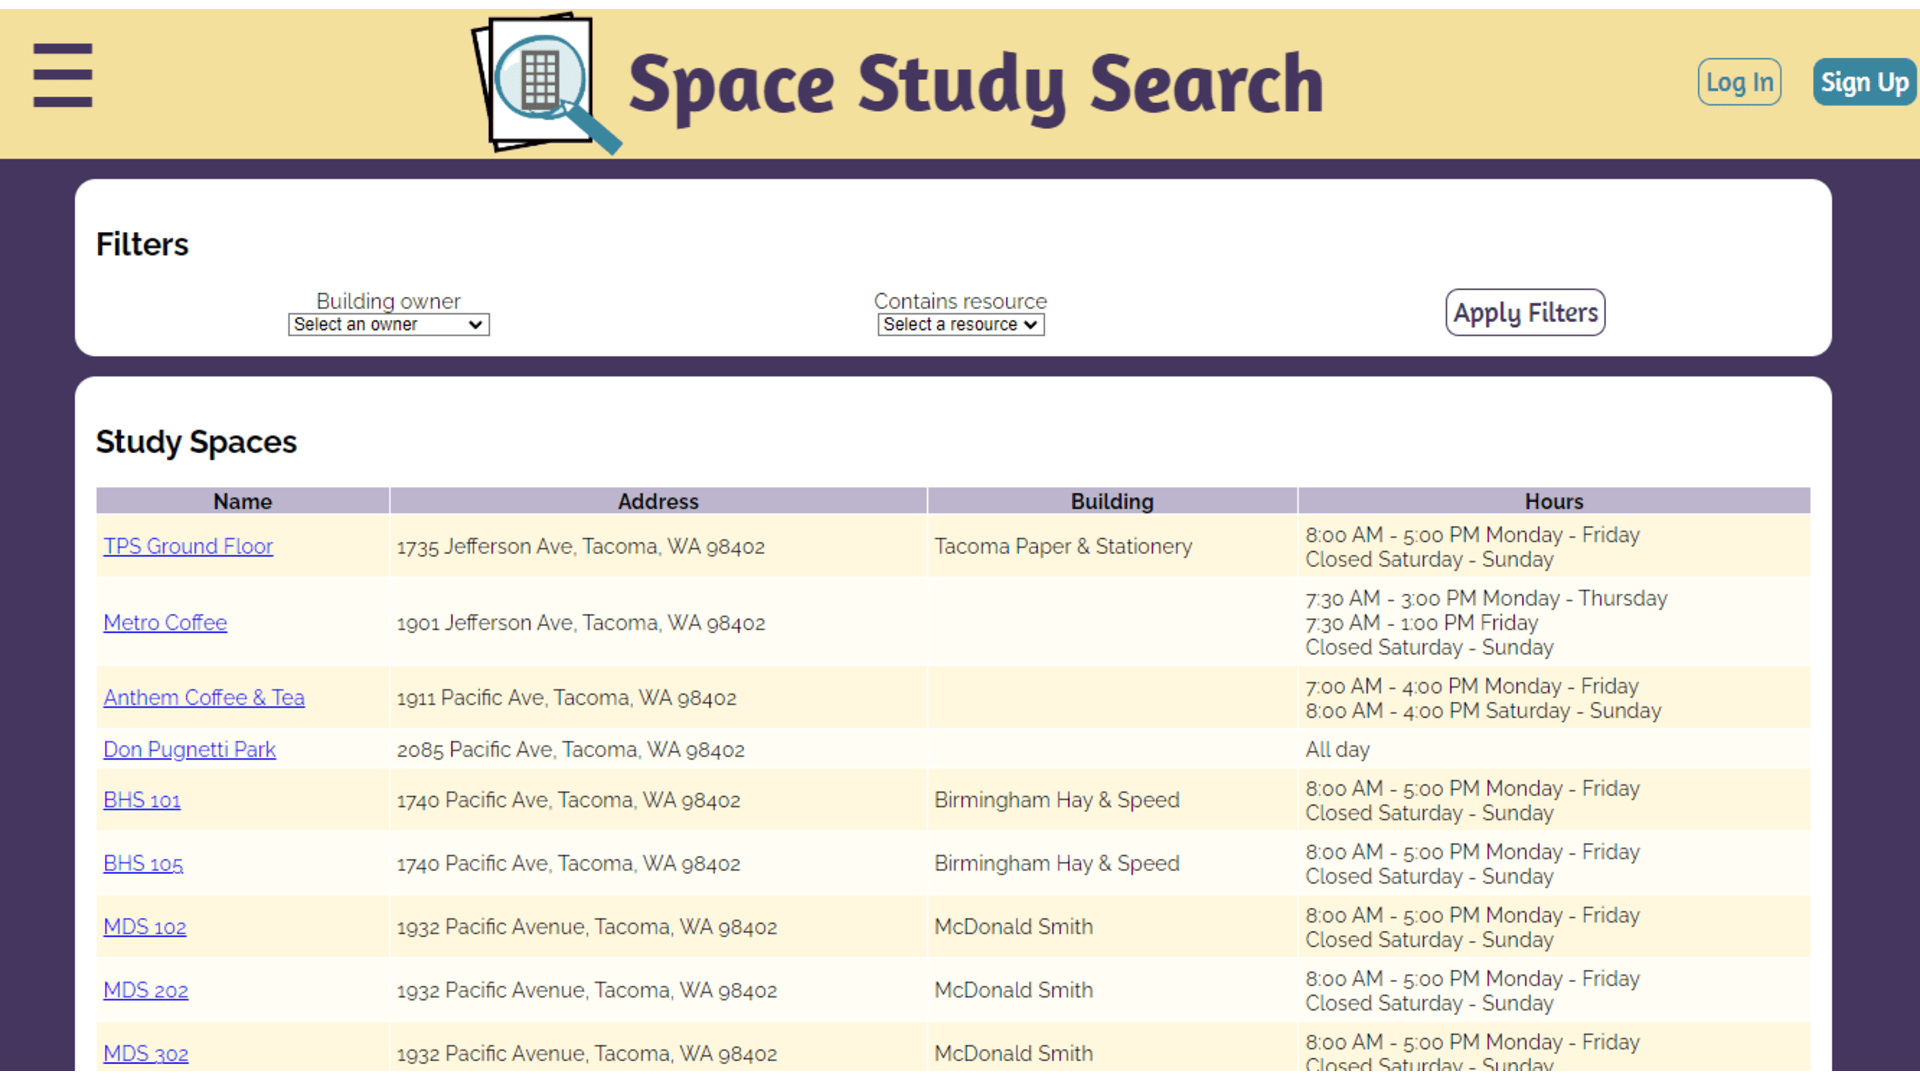 Space Study Search
Log In
Sign Up
Filters
Building owner
Select an owner
Contains resource
Select a resource
Apply Filters
Study Spaces
Name Address Building Hours
TPS Ground Floor 1735 Jefferson Ave, Tacoma, WA 98402 Tacoma Paper & Stationery 8:00 AM - 5:00 PM Monday - Friday
Closed Saturday - Sunday
Metro Coffee 1901 Jefferson Ave, Tacoma, WA 98402 7:30 AM - 3:00 PM Monday - Thursday
7:30 AM - 1:00 PM Friday
Closed Saturday - Sunday
Anthem Coffee & Tea 1911 Pacific Ave, Tacoma, WA 98402 7:00 AM - 4:00 PM Monday - Friday
8:00 AM - 4:00 PM Saturday - Sunday
Don Pugnetti Park 2085 Pacific Ave, Tacoma, WA 98402 All day
BHS 101 1740 Pacific Ave, Tacoma, WA 98402 Birmingham Hay & Speed 8:00 AM - 5:00 PM Monday - Friday
Closed Saturday - Sunday
BHS 105 1740 Pacific Ave, Tacoma, WA 98402 Birmingham Hay & Speed 8:00 AM - 5:00 PM Monday - Friday
Closed Saturday - Sunday
MDS 102 1932 Pacific Avenue, Tacoma, WA 98402 McDonald Smith 8:00 AM - 5:00 PM Monday - Friday
Closed Saturday - Sunday
MDS 202 1932 Pacific Avenue, Tacoma, WA 98402 McDonald Smith 8:00 AM - 5:00 PM Monday - Friday
Closed Saturday - Sunday
MDS 302 1932 Pacific Avenue, Tacoma, WA 98402 McDonald Smith 8:00 AM - 5:00 PM Monday - Friday
Closed Saturday - Sunday